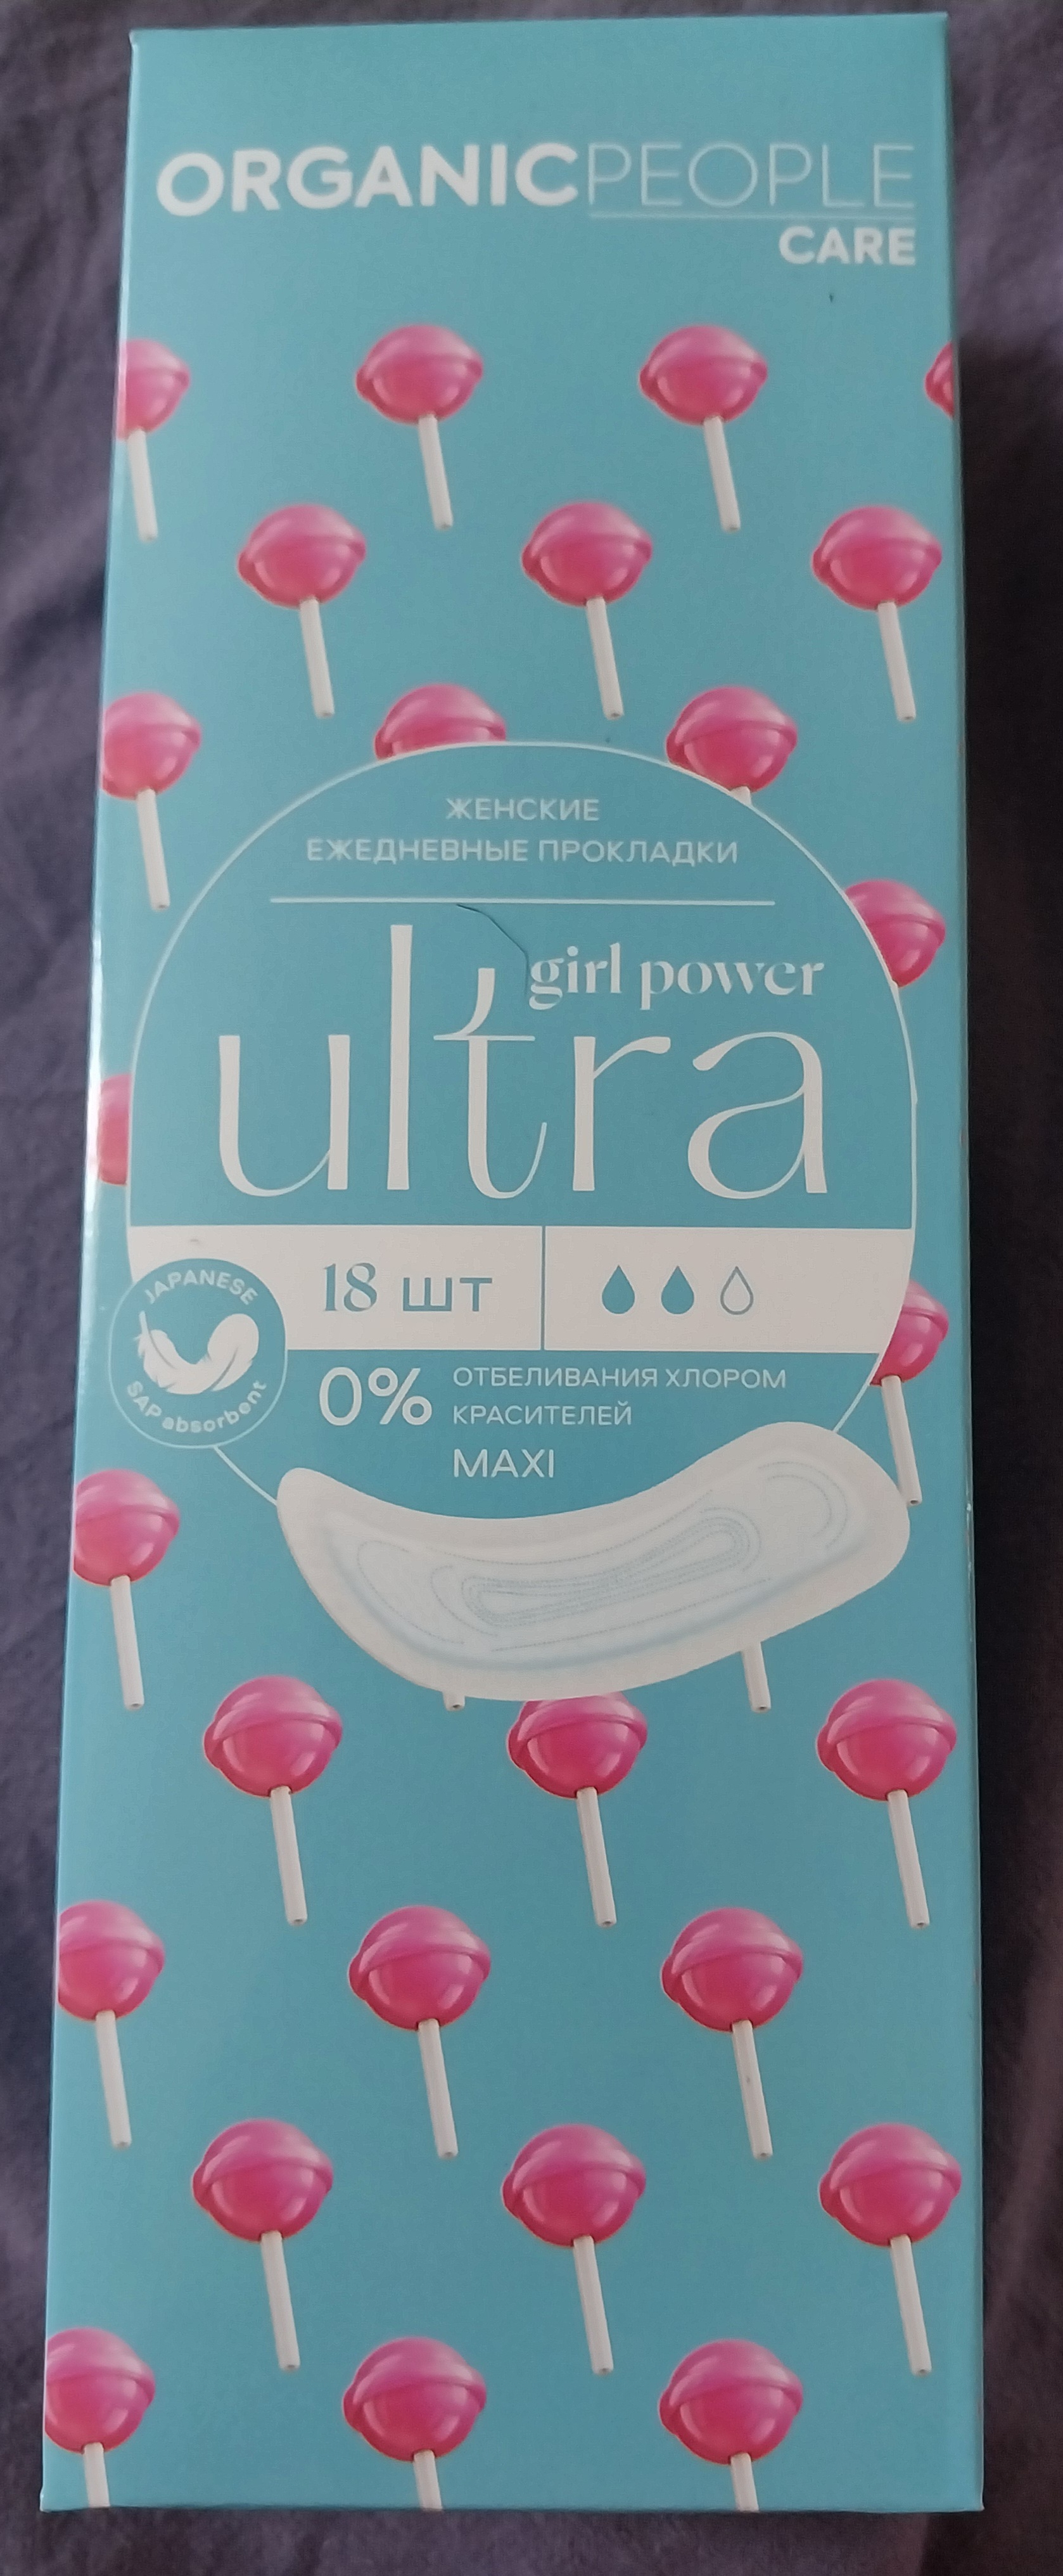 ORGANICPEOPLE
CARE
ЖЕНСКИЕ
ЕЖЕДНЕВНЫЕ ПРОКЛАДКИ
girl power
ultra
18 шт
JAPANESE
SAP absorbent
0% ОТБЕЛИВАНИЯ ХЛОРОМ
КРАСИТЕЛЕЙ
MAXI